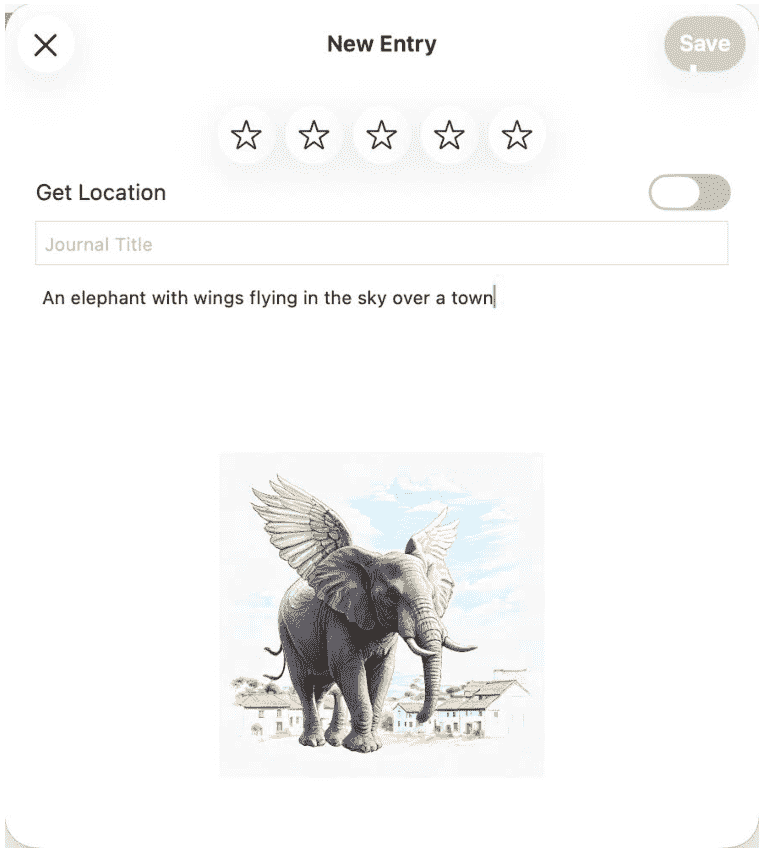 New Entry
Save
Get Location
Journal Title
An elephant with wings flying in the sky over a town